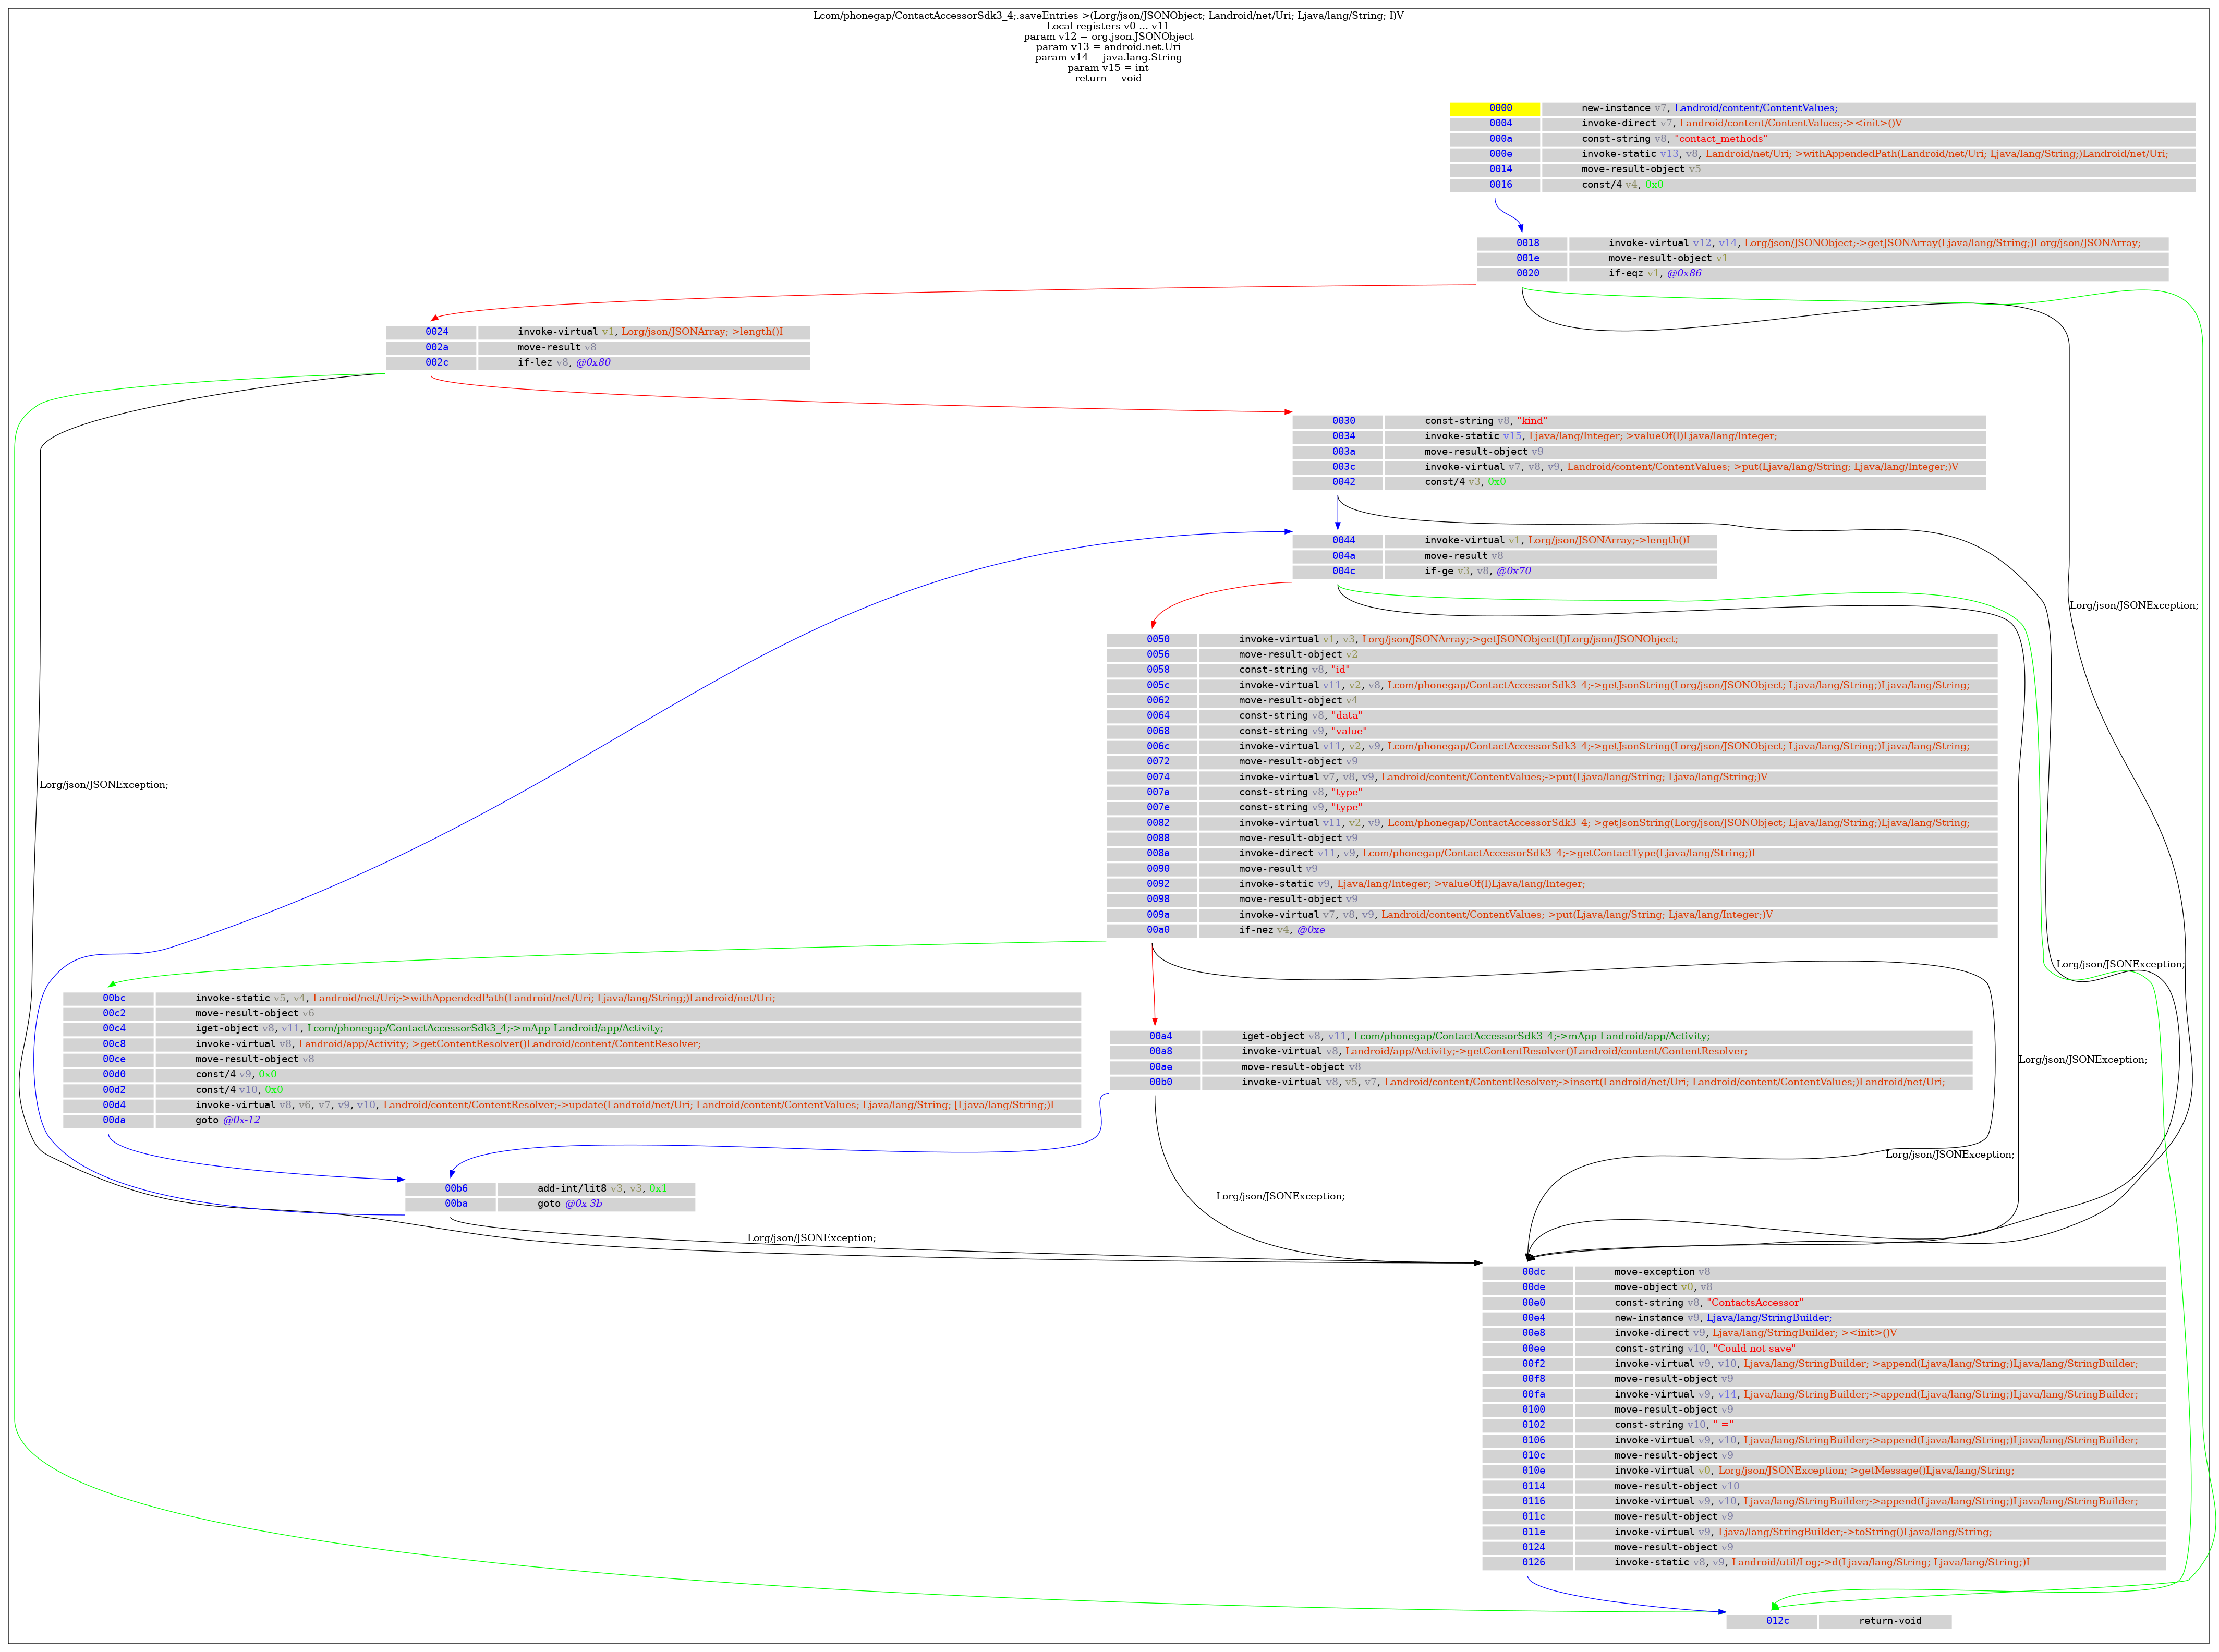 Lcom/phonegap/ContactAccessorSdk3_4;.saveEntries->(Lorg/json/JSONObject; Landroid/net/Uri; Ljava/lang/String; I)V
Local registers v0 ... v11
param v12 = org.json.JSONObject
param v13 = android.net.Uri
param v14 = java.lang.String
param v15 = int
return = void
0000 new-instance v7, Landroid/content/ContentValues;
0004 invoke-direct v7, Landroid/content/ContentValues;-><init>()V
000a const-string v8, "contact_methods"
000e invoke-static v13, v8, Landroid/net/Uri;->withAppendedPath(Landroid/net/Uri; Ljava/lang/String;)Landroid/net/Uri;
0014 move-result-object v5
0016 const/4 v4, 0x0
0018 invoke-virtual v12, v14, Lorg/json/JSONObject;->getJSONArray(Ljava/lang/String;)Lorg/json/JSONArray;
001e move-result-object v1
0020 if-eqz v1, @0x86
0024 invoke-virtual v1, Lorg/json/JSONArray;->length()I
002a move-result v8
002c if-lez v8, @0x80
0030 const-string v8, "kind"
0034 invoke-static v15, Ljava/lang/Integer;->valueOf(I)Ljava/lang/Integer;
003a move-result-object v9
003c invoke-virtual v7, v8, v9, Landroid/content/ContentValues;->put(Ljava/lang/String; Ljava/lang/Integer;)V
0042 const/4 v3, 0x0
0044 invoke-virtual v1, Lorg/json/JSONArray;->length()I
004a move-result v8
004c if-ge v3, v8, @0x70
Lorg/json/JSONException;
0050 invoke-virtual v1, v3, Lorg/json/JSONArray;->getJSONObject(I)Lorg/json/JSONObject;
0056 move-result-object v2
0058 const-string v8, "id"
005c invoke-virtual v11, v2, v8, Lcom/phonegap/ContactAccessorSdk3_4;->getJsonString(Lorg/json/JSONObject; Ljava/lang/String;)Ljava/lang/String;
0062 move-result-object v4
0064 const-string v8, "data"
0068 const-string v9, "value"
006c invoke-virtual v11, v2, v9, Lcom/phonegap/ContactAccessorSdk3_4;->getJsonString(Lorg/json/JSONObject; Ljava/lang/String;)Ljava/lang/String;
0072 move-result-object v9
0074 invoke-virtual v7, v8, v9, Landroid/content/ContentValues;->put(Ljava/lang/String; Ljava/lang/String;)V
007a const-string v8, "type"
007e const-string v9, "type"
0082 invoke-virtual v11, v2, v9, Lcom/phonegap/ContactAccessorSdk3_4;->getJsonString(Lorg/json/JSONObject; Ljava/lang/String;)Ljava/lang/String;
0088 move-result-object v9
008a invoke-direct v11, v9, Lcom/phonegap/ContactAccessorSdk3_4;->getContactType(Ljava/lang/String;)I
0090 move-result v9
0092 invoke-static v9, Ljava/lang/Integer;->valueOf(I)Ljava/lang/Integer;
0098 move-result-object v9
009a invoke-virtual v7, v8, v9, Landroid/content/ContentValues;->put(Ljava/lang/String; Ljava/lang/Integer;)V
00a0 if-nez v4, @0xe
Lorg/json/JSONException;
Lorg/json/JSONException;
00bc invoke-static v5, v4, Landroid/net/Uri;->withAppendedPath(Landroid/net/Uri; Ljava/lang/String;)Landroid/net/Uri;
00c2 move-result-object v6
00c4 iget-object v8, v11, Lcom/phonegap/ContactAccessorSdk3_4;->mApp Landroid/app/Activity;
00c8 invoke-virtual v8, Landroid/app/Activity;->getContentResolver()Landroid/content/ContentResolver;
00ce move-result-object v8
00d0 const/4 v9, 0x0
00d2 const/4 v10, 0x0
00d4 invoke-virtual v8, v6, v7, v9, v10, Landroid/content/ContentResolver;->update(Landroid/net/Uri; Landroid/content/ContentValues; Ljava/lang/String; [Ljava/lang/String;)I
00da goto @0x-12
00a4 iget-object v8, v11, Lcom/phonegap/ContactAccessorSdk3_4;->mApp Landroid/app/Activity;
00a8 invoke-virtual v8, Landroid/app/Activity;->getContentResolver()Landroid/content/ContentResolver;
00ae move-result-object v8
00b0 invoke-virtual v8, v5, v7, Landroid/content/ContentResolver;->insert(Landroid/net/Uri; Landroid/content/ContentValues;)Landroid/net/Uri;
Lorg/json/JSONException;
Lorg/json/JSONException;
Lorg/json/JSONException;
00b6 add-int/lit8 v3, v3, 0x1
00ba goto @0x-3b
Lorg/json/JSONException;
00dc move-exception v8
00de move-object v0, v8
00e0 const-string v8, "ContactsAccessor"
00e4 new-instance v9, Ljava/lang/StringBuilder;
00e8 invoke-direct v9, Ljava/lang/StringBuilder;-><init>()V
00ee const-string v10, "Could not save"
00f2 invoke-virtual v9, v10, Ljava/lang/StringBuilder;->append(Ljava/lang/String;)Ljava/lang/StringBuilder;
00f8 move-result-object v9
00fa invoke-virtual v9, v14, Ljava/lang/StringBuilder;->append(Ljava/lang/String;)Ljava/lang/StringBuilder;
0100 move-result-object v9
0102 const-string v10, " ="
0106 invoke-virtual v9, v10, Ljava/lang/StringBuilder;->append(Ljava/lang/String;)Ljava/lang/StringBuilder;
010c move-result-object v9
010e invoke-virtual v0, Lorg/json/JSONException;->getMessage()Ljava/lang/String;
0114 move-result-object v10
0116 invoke-virtual v9, v10, Ljava/lang/StringBuilder;->append(Ljava/lang/String;)Ljava/lang/StringBuilder;
011c move-result-object v9
011e invoke-virtual v9, Ljava/lang/StringBuilder;->toString()Ljava/lang/String;
0124 move-result-object v9
0126 invoke-static v8, v9, Landroid/util/Log;->d(Ljava/lang/String; Ljava/lang/String;)I
012c return-void